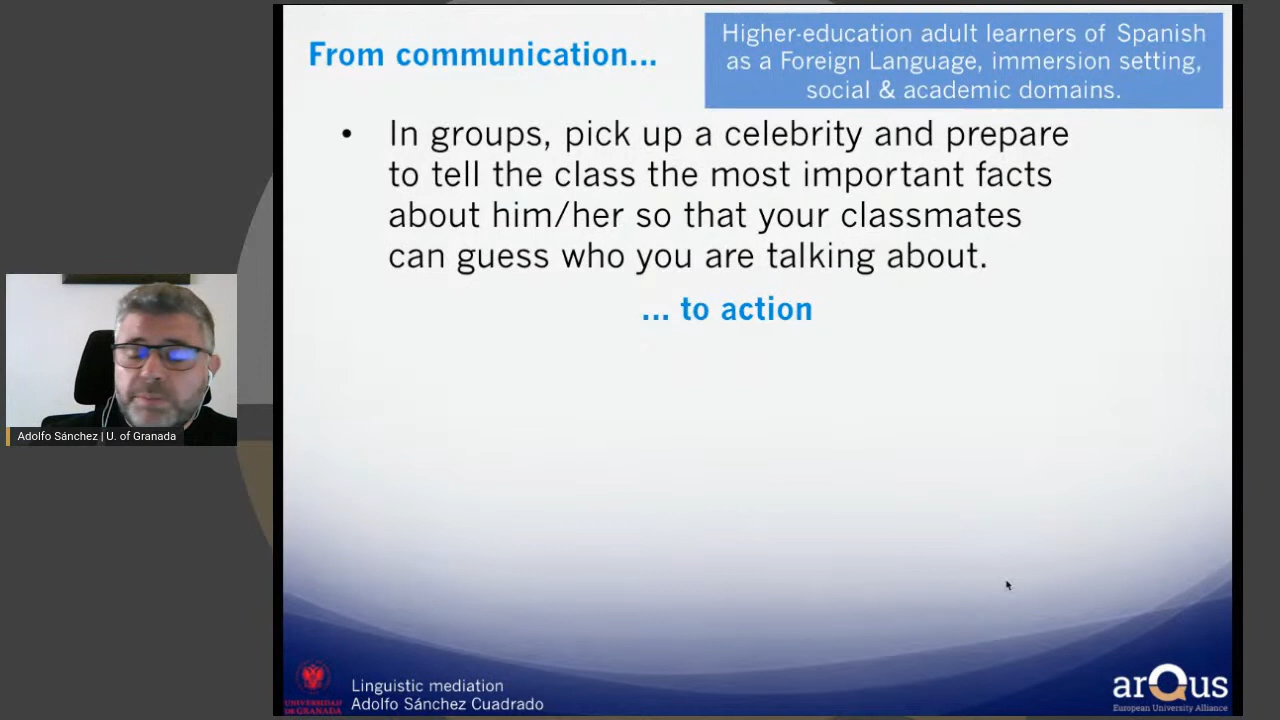 From communication...
Higher-education adult learners of Spanish
as a Foreign Language, immersion setting,
social & academic domains.
• In groups, pick up a celebrity and prepare
to tell the class the most important facts
about him/her so that your classmates
can guess who you are talking about.
... to action
Adolfo Sánchez | U. of Granada
UNIVERSIDAD
DE GRANADA
Linguistic mediation
Adolfo Sánchez Cuadrado
arQus
European University Alliance